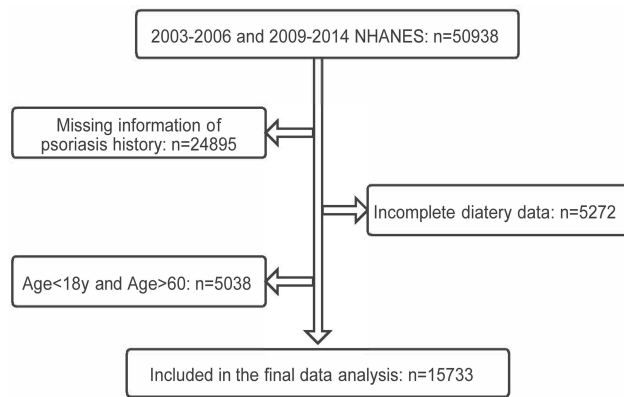 2003-2006 and 2009-2014 NHANES: n=50938
Missing information of
psoriasis history: n=24895
Incomplete diatery data: n=5272
Age<18y and Age>60: n=5038
Included in the final data analysis: n=15733